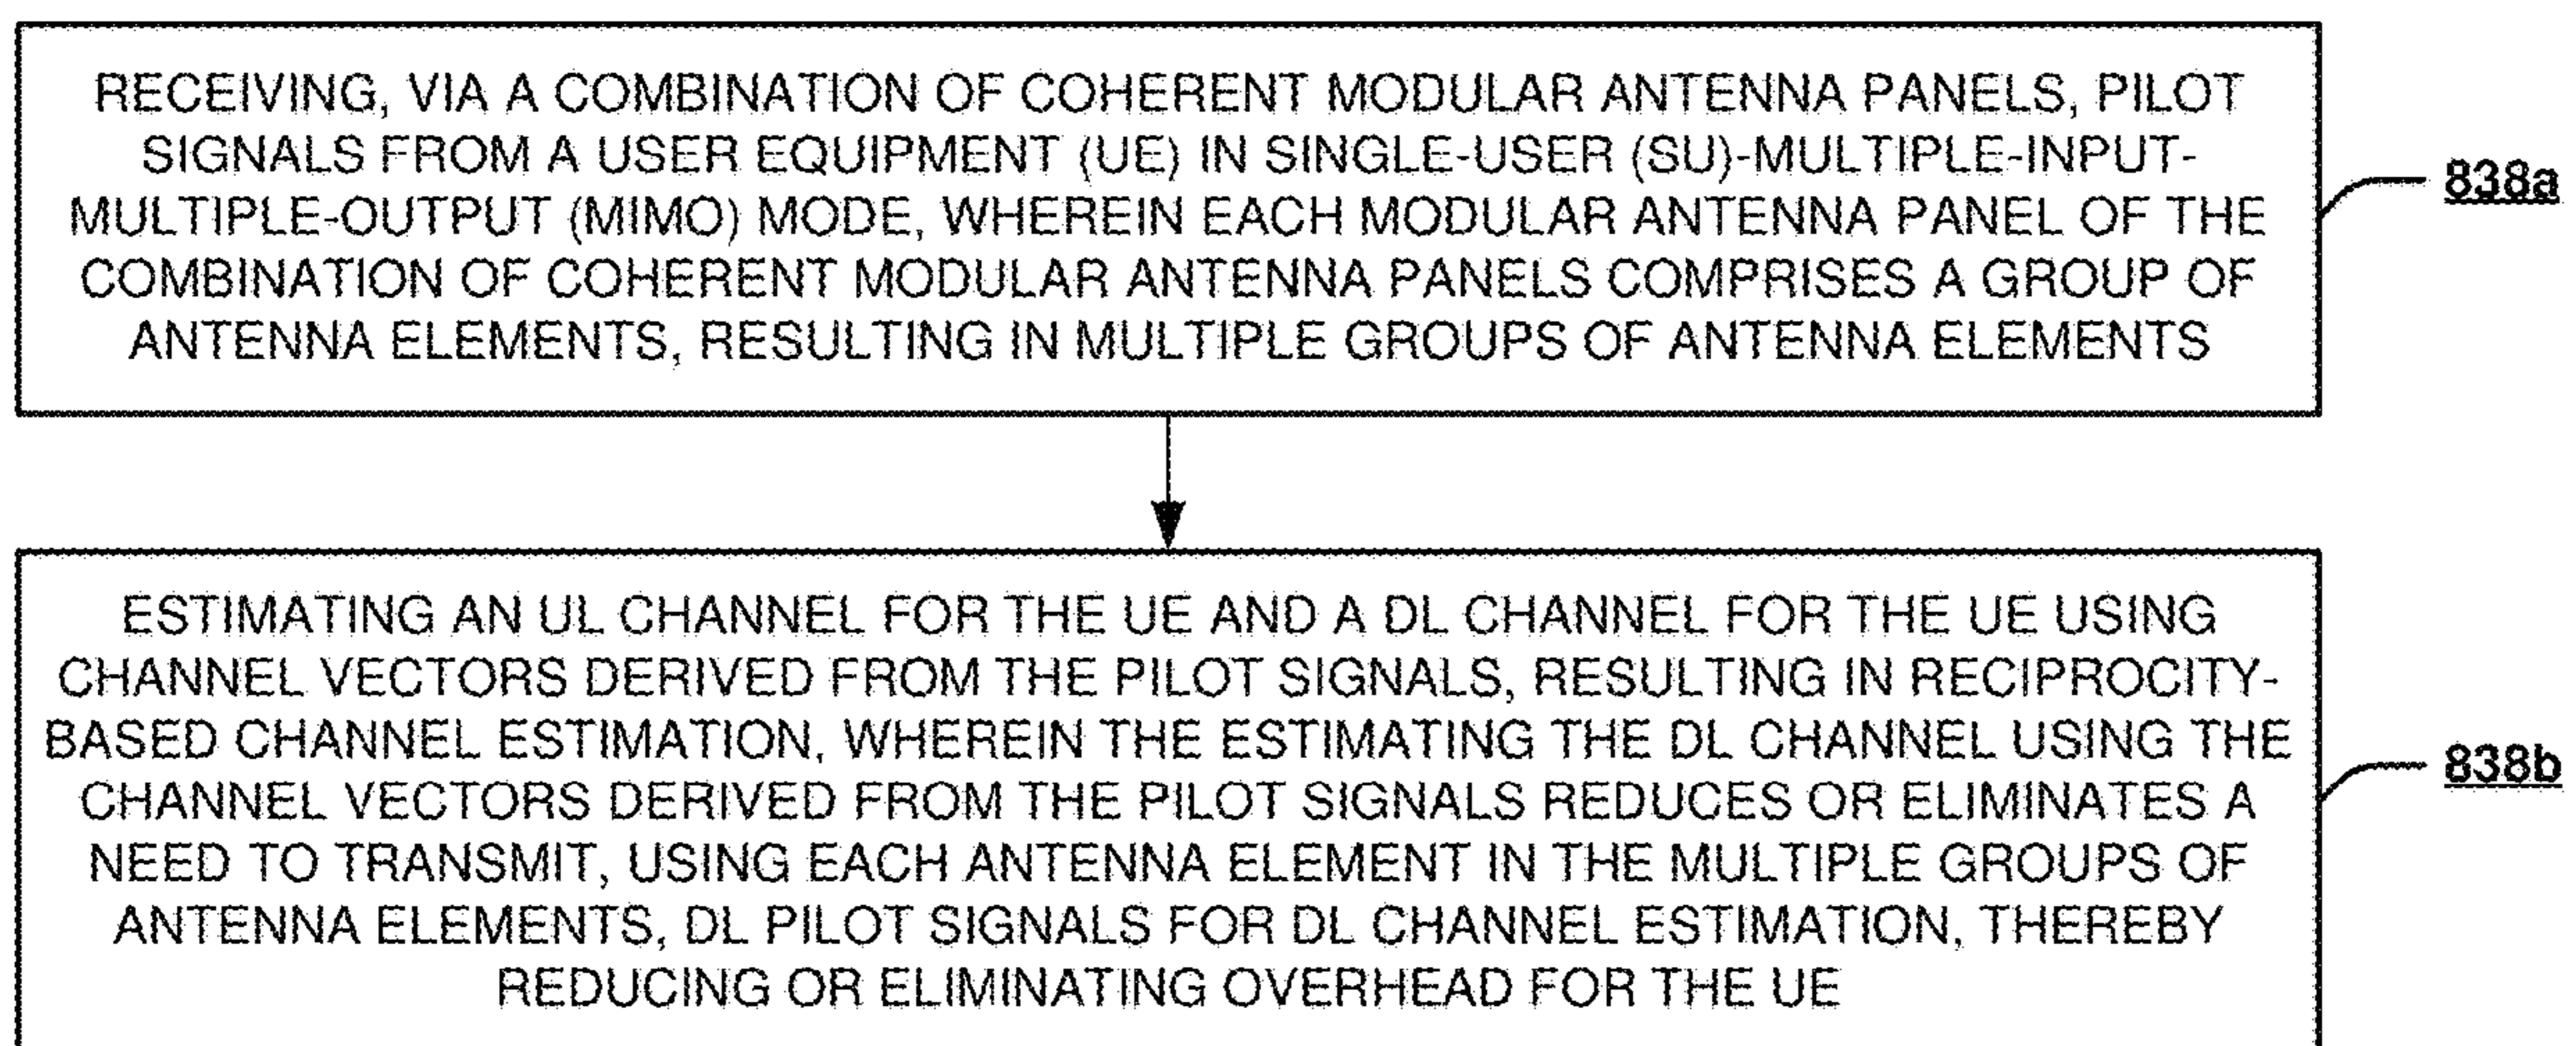 RECEIVING, VIA A COMBINATION OF COHERENT MODULAR ANTENNA PANELS, PILOT
SIGNALS FROM A USER EQUIPMENT (UE) IN SINGLE-USER (SU)-MULTIPLE-INPUT-
MULTIPLE-OUTPUT (MIMO) MODE, WHEREIN EACH MODULAR ANTENNA PANEL OF THE
COMBINATION OF COHERENT MODULAR ANTENNA PANELS COMPRISES A GROUP OF
ANTENNA ELEMENTS, RESULTING IN MULTIPLE GROUPS OF ANTENNA ELEMENTS
838a
ESTIMATING AN UL CHANNEL FOR THE UE AND A DL CHANNEL FOR THE UE USING
CHANNEL VECTORS DERIVED FROM THE PILOT SIGNALS, RESULTING IN RECIPROCITY-
BASED CHANNEL ESTIMATION, WHEREIN THE ESTIMATING THE DL CHANNEL USING THE
CHANNEL VECTORS DERIVED FROM THE PILOT SIGNALS REDUCES OR ELIMINATES A
NEED TO TRANSMIT, USING EACH ANTENNA ELEMENT IN THE MULTIPLE GROUPS OF
ANTENNA ELEMENTS, DL PILOT SIGNALS FOR DL CHANNEL ESTIMATION, THEREBY
REDUCING OR ELIMINATING OVERHEAD FOR THE UE
838b